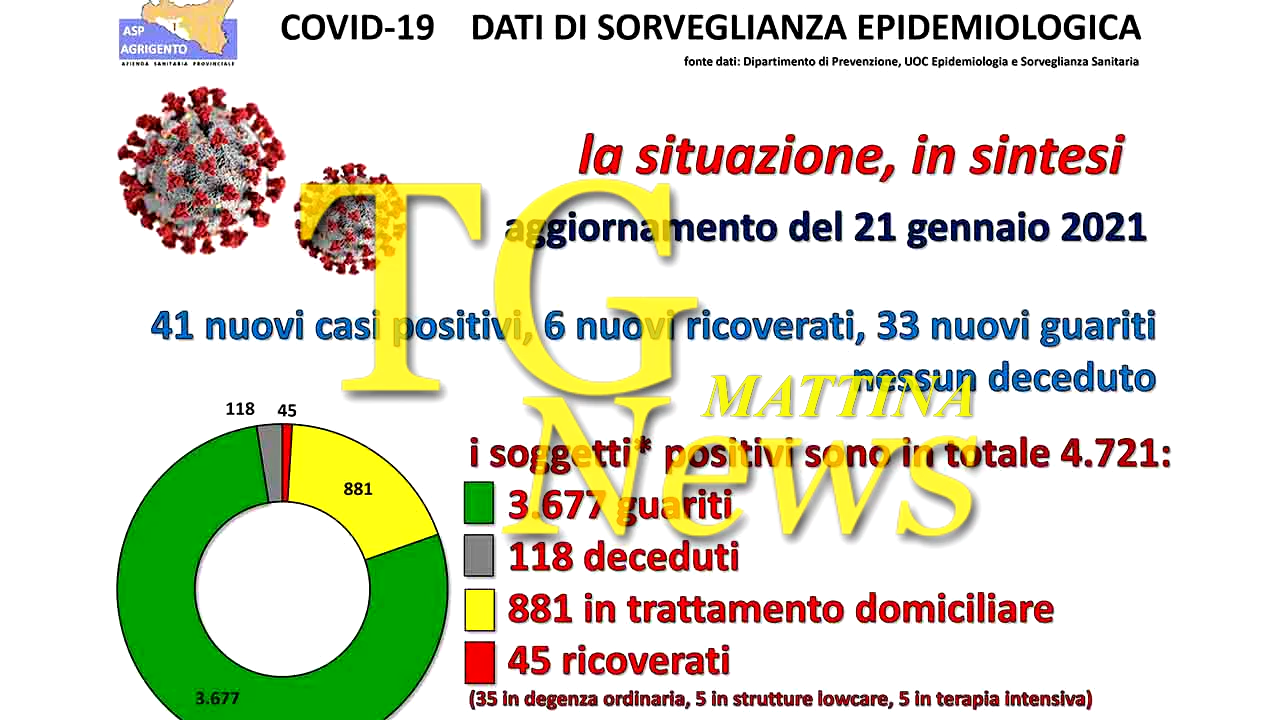 ASP
AGRIGENTO
AZIENDA SANITARIA PROVINCIALE
COVID-19 DATI DI SORVEGLIANZA EPIDEMIOLOGICA
fonte dati: Dipartimento di Prevenzione, UOC Epidemiologia e Sorveglianza Sanitaria
la situazione, in sintesi
aggiornamento del 21 gennaio 2021
41 nuovi casi positivi, 6 nuovi ricoverati, 33 nuovi guariti
nessun deceduto
TG
MATTINA
News
118 45
881
3.677
i soggetti* positivi sono in totale 4.721:
3.677 guariti
118 deceduti
881 in trattamento domiciliare
45 ricoverati
(35 in degenza ordinaria, 5 in strutture lowcare, 5 in terapia intensiva)